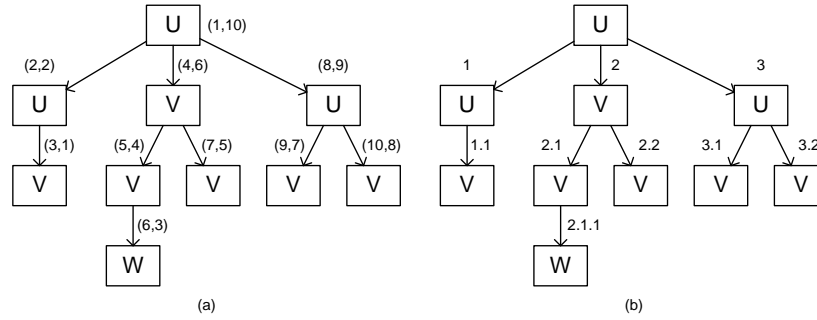 U (1,10)
(2,2) (4,6) (8,9)
U V U
(3,1) (5,4) (7,5) (9,7) (10,8)
V V V V V
(6,3)
W
(a)
U
1 2 3
U V U
1.1 2.1 2.2 3.1 3.2
V V V V V
2.1.1
W
(b)